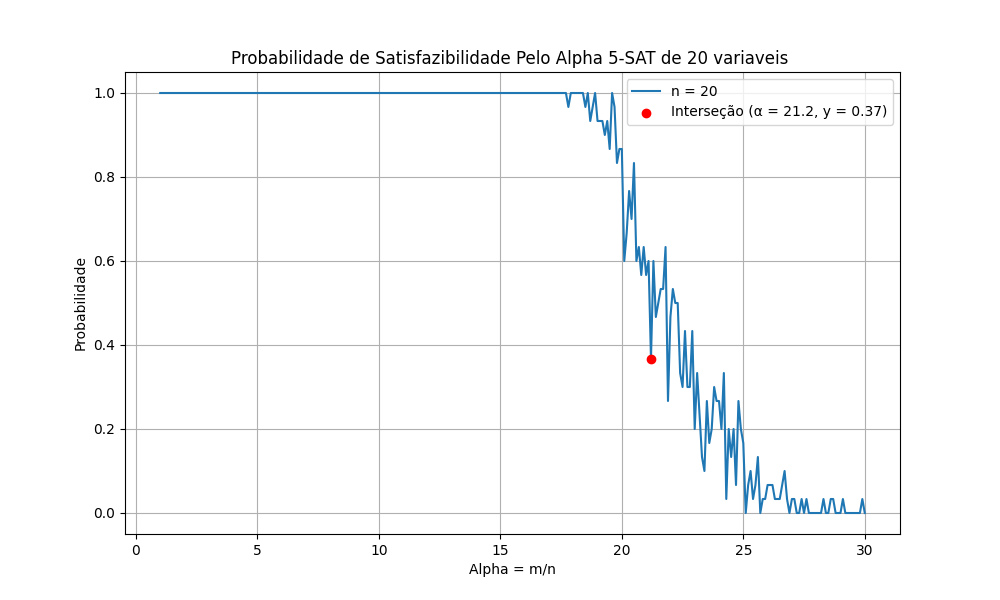 Probabilidade de Satisfazibilidade Pelo Alpha 5-SAT de 20 variaveis
n = 20
Interseção (α = 21.2, y = 0.37)
Probabilidade
1.0
0.8
0.6
0.4
0.2
0.0
0 5 10 15 20 25 30
Alpha = m/n